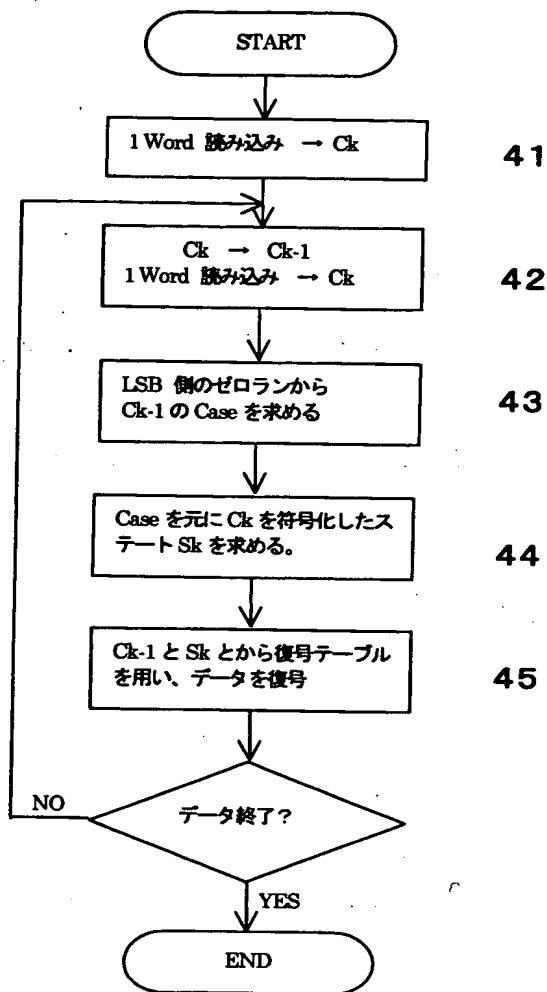 START
1 Word 読み込み → Ck
41
Ck → Ck-1
1 Word 読み込み → Ck
42
LSB 側のゼロランから
Ck-1 の Case を求める
43
Case を元に Ck を符号化したス
テート Sk を求める。
44
Ck-1 と Sk とから復号テーブル
を用い、データを復号
45
データ終了?
NO
YES
END